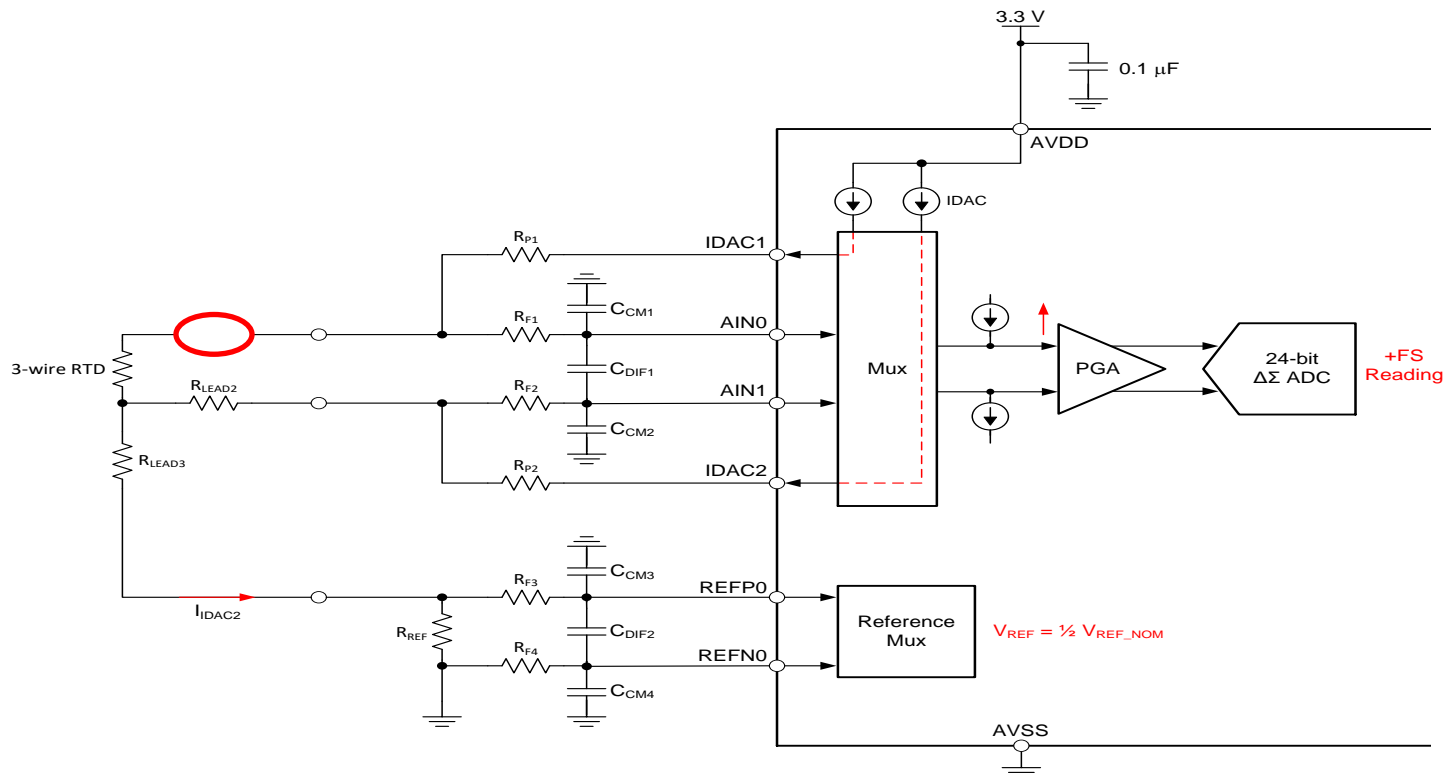 3.3 V
0.1 µF
AVDD
IDAC
RP1
IDAC1
CCM1
RF1
AIN0
3-wire RTD
CDIF1
Mux
PGA
24-bit
ΔΣ ADC
+FS
Reading
RLEAD2
RF2
AIN1
CCM2
RLEAD3
RP2
IDAC2
CCM3
RF3
REFP0
IIDAC2
RREF
CDIF2
Reference
Mux
VREF = ½ VREF_NOM
RF4
REFN0
CCM4
AVSS